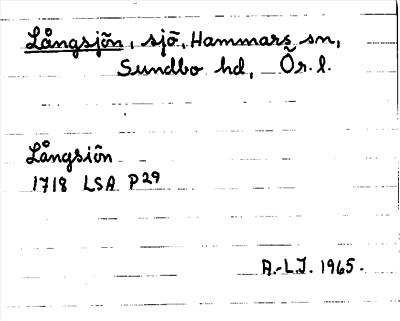 Långsjön, sjö, Hammars sn,
Sundbo hd, Ör. l.
Långsiön
1718 LSA P29
A.-L.J. 1965.